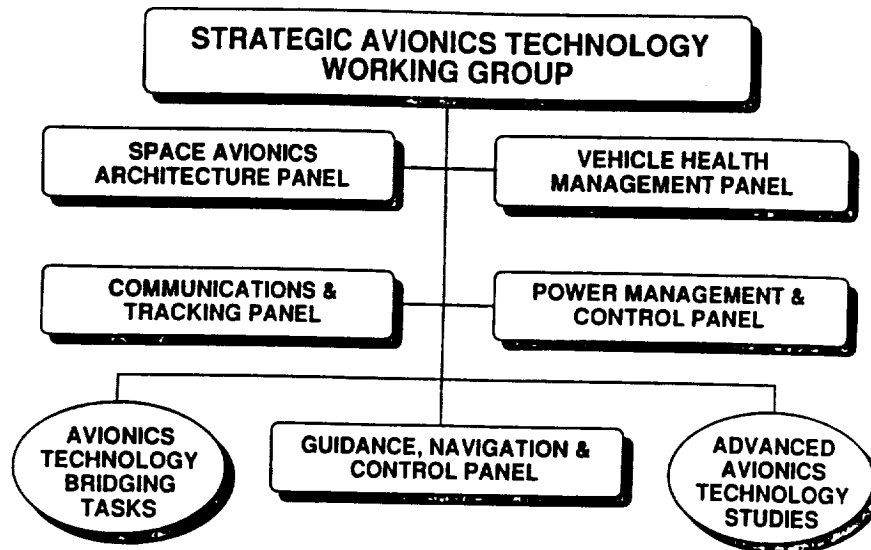 STRATEGIC AVIONICS TECHNOLOGY
WORKING GROUP
SPACE AVIONICS
ARCHITECTURE PANEL
VEHICLE HEALTH
MANAGEMENT PANEL
COMMUNICATIONS &
TRACKING PANEL
POWER MANAGEMENT &
CONTROL PANEL
AVIONICS
TECHNOLOGY
BRIDGING
TASKS
GUIDANCE, NAVIGATION &
CONTROL PANEL
ADVANCED
AVIONICS
TECHNOLOGY
STUDIES